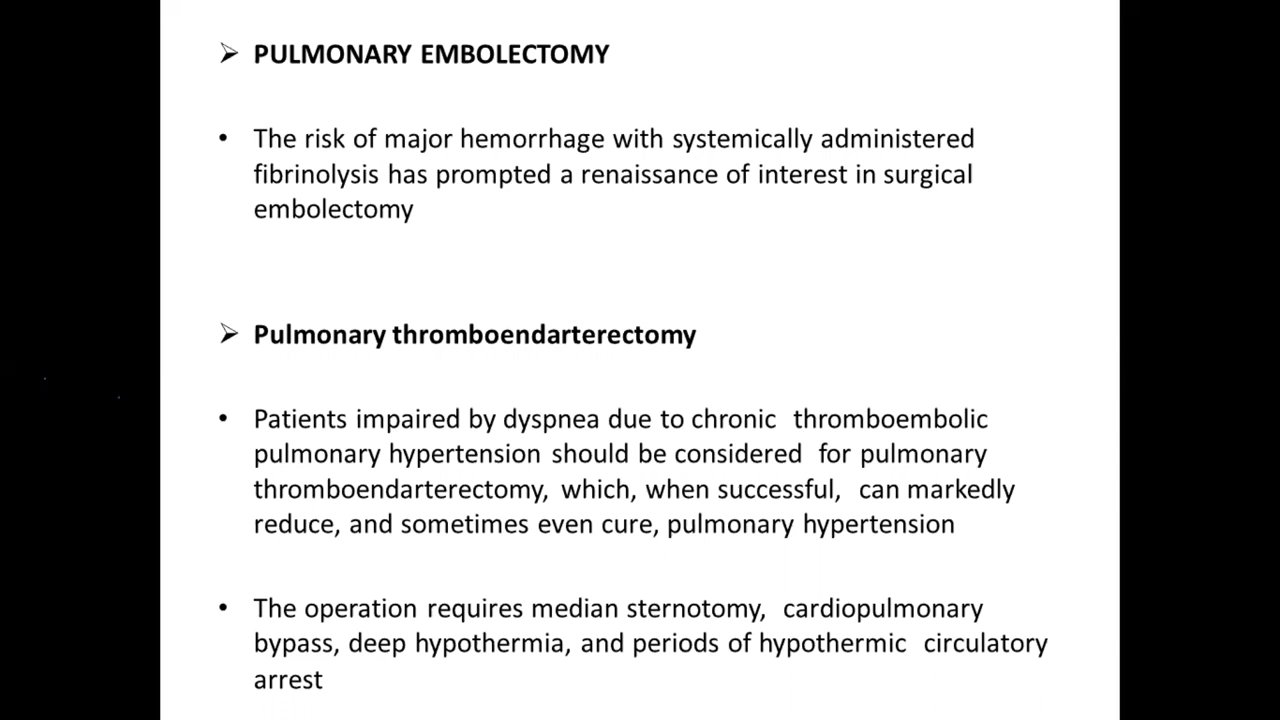 ➢ PULMONARY EMBOLECTOMY
• The risk of major hemorrhage with systemically administered
fibrinolysis has prompted a renaissance of interest in surgical
embolectomy
➢ Pulmonary thromboendarterectomy
• Patients impaired by dyspnea due to chronic thromboembolic
pulmonary hypertension should be considered for pulmonary
thromboendarterectomy, which, when successful, can markedly
reduce, and sometimes even cure, pulmonary hypertension
• The operation requires median sternotomy, cardiopulmonary
bypass, deep hypothermia, and periods of hypothermic circulatory
arrest